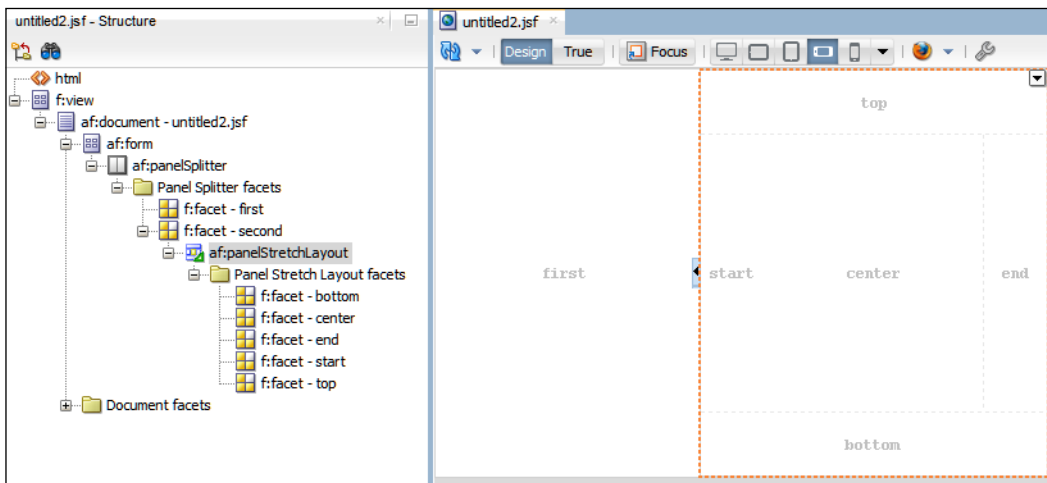 untitled2.jsf - Structure
html
f:view
af:document - untitled2.jsf
af:form
af:panelSplitter
Panel Splitter facets
f:facet - first
f:facet - second
af:panelStretchLayout
Panel Stretch Layout facets
f:facet - bottom
f:facet - center
f:facet - end
f:facet - start
f:facet - top
Document facets
untitled2.jsf
Design True Focus
top
first start center end
bottom